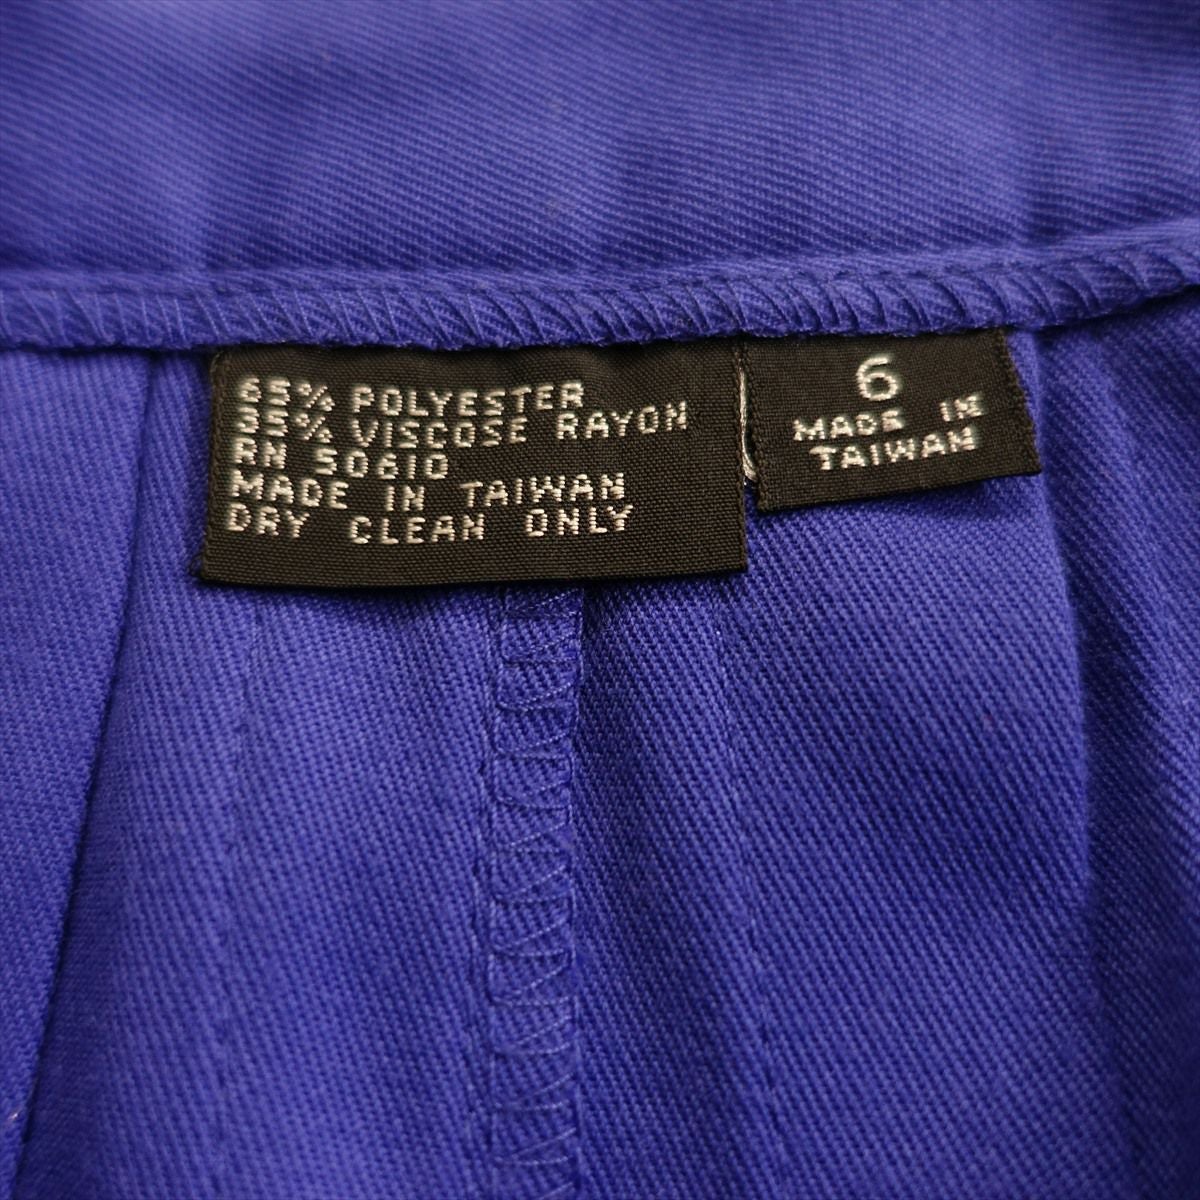 65% POLYESTER
35% VISCOSE RAYON
RN 50610
MADE IN TAIWAN
DRY CLEAN ONLY
6
MADE IN
TAIWAN